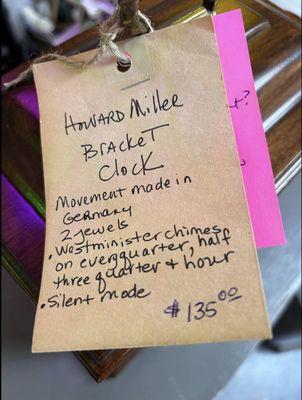 Howard Miller
Bracket
Clock
Movement made in
Germany
2 jewels
• Westminister chimes
on every quarter, half
three quarter & hour
• Silent mode
$135.00
t?